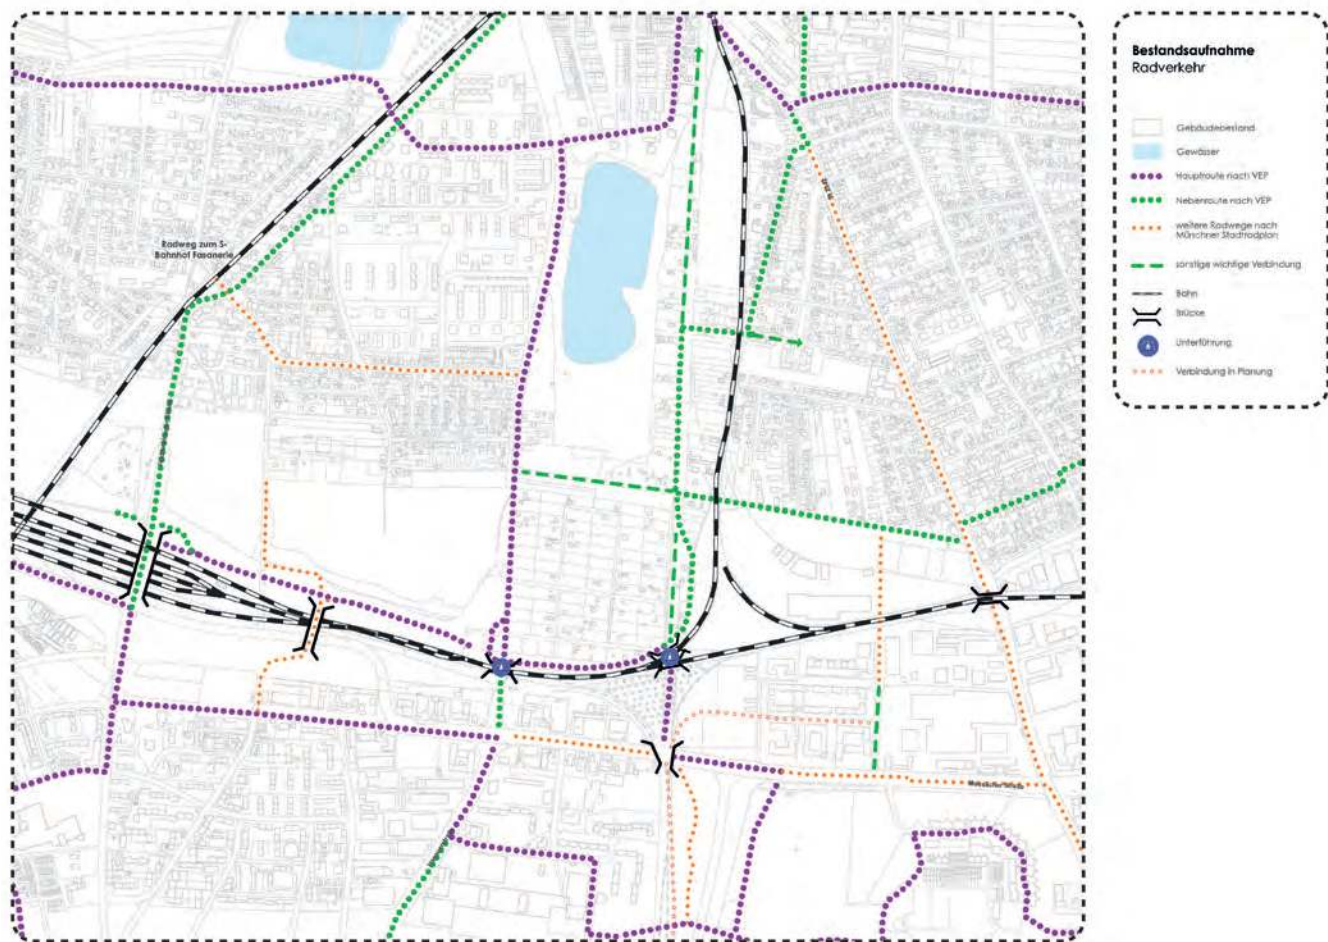 Bestandsaufnahme
Radverkehr
Gebäudebestand
Gewässer
Hauptroute nach VEP
Nebenroute nach VEP
weitere Radwege nach
Münchner Stadtradplan
sonstige wichtige Verbindung
Bahn
Brücke
Unterführung
Verbindung in Planung
Radweg zum S-
Bahnhof Fasanerie